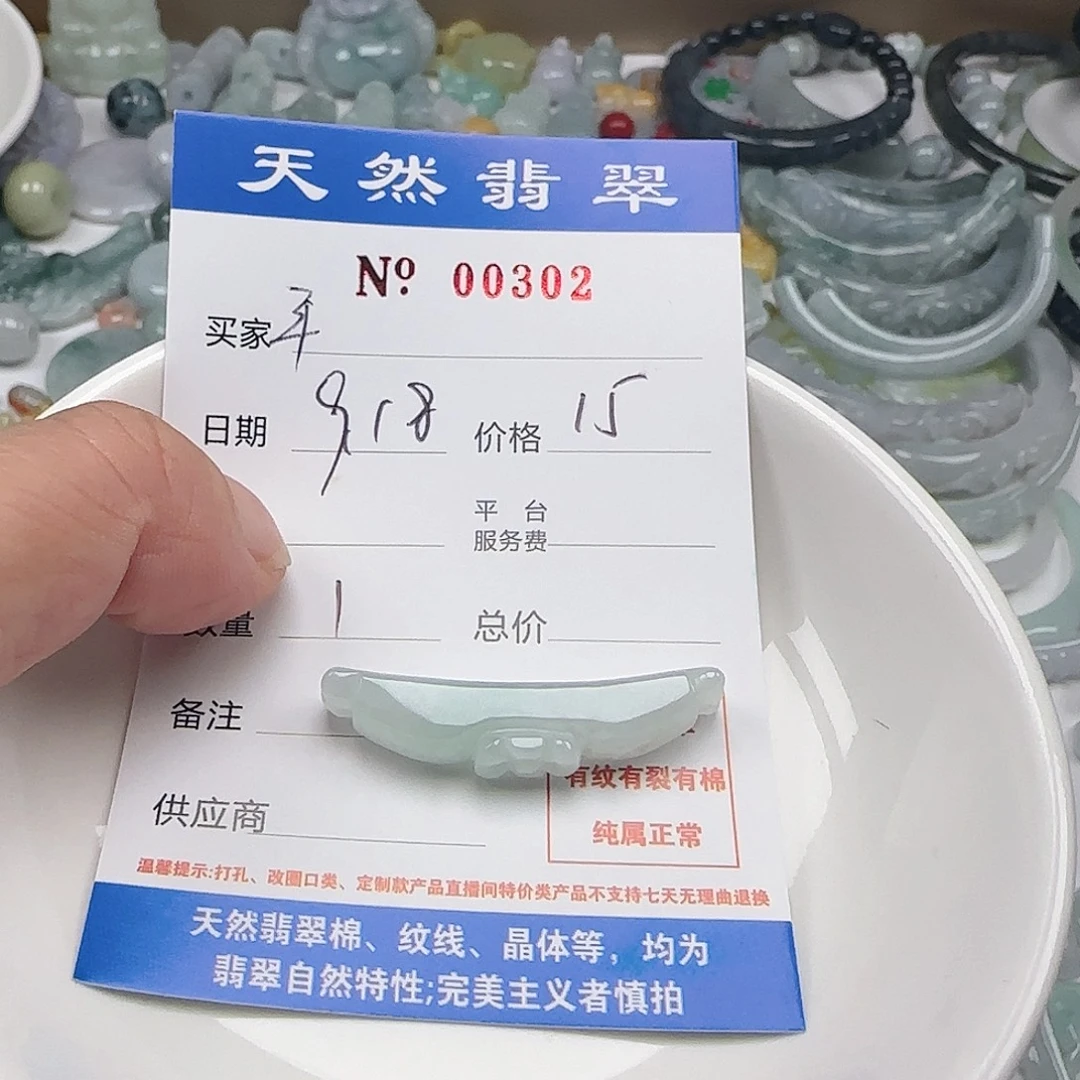 天然翡翠
Nº 00302
买家
日期 9.18 价格 15
平台
服务费
数量 1 总价
备注
有纹有裂有棉
供应商
纯属正常
温馨提示:打孔、改圈口类、定制款产品直播间特价类产品不支持七天无理由退换
天然翡翠棉、纹线、晶体等，均为
翡翠自然特性;完美主义者慎拍